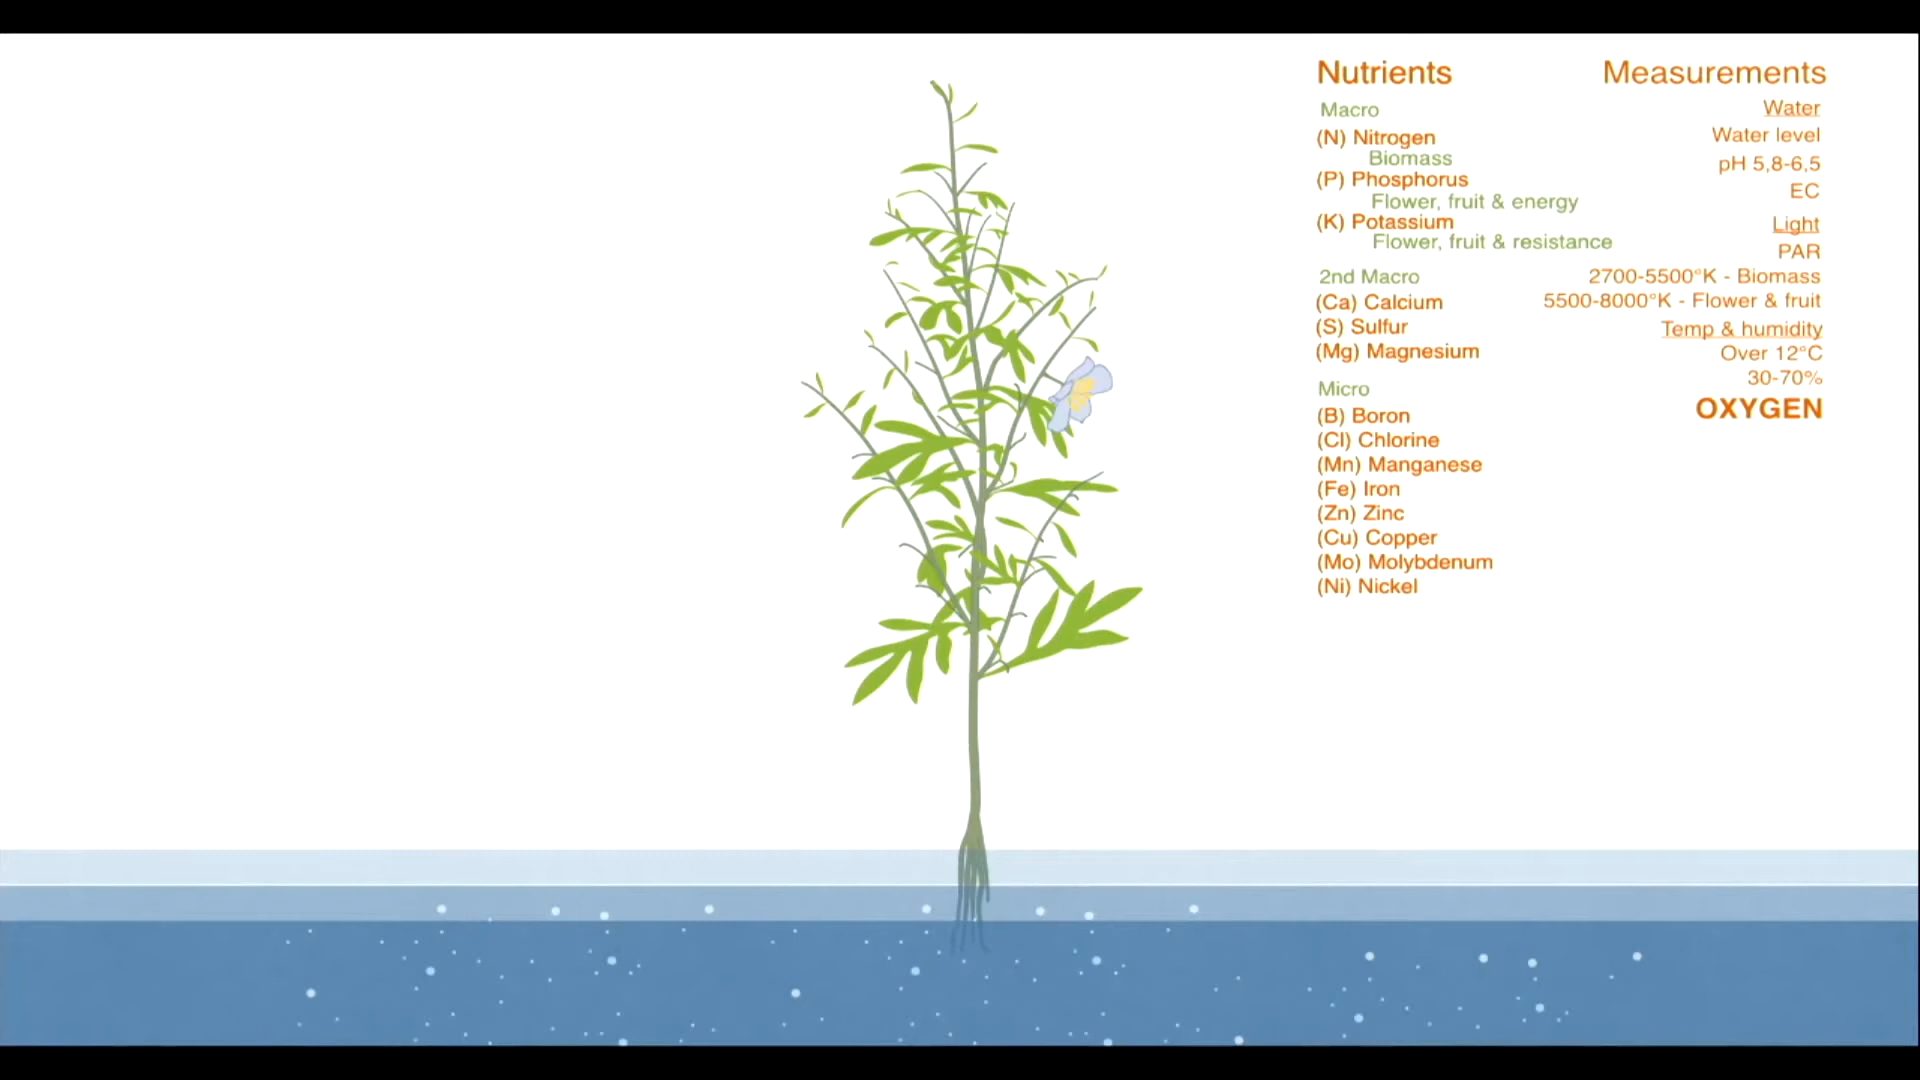 Nutrients
Macro
(N) Nitrogen
Biomass
(P) Phosphorus
Flower, fruit & energy
(K) Potassium
Flower, fruit & resistance
2nd Macro
(Ca) Calcium
(S) Sulfur
(Mg) Magnesium
Micro
(B) Boron
(Cl) Chlorine
(Mn) Manganese
(Fe) Iron
(Zn) Zinc
(Cu) Copper
(Mo) Molybdenum
(Ni) Nickel
Measurements
Water
Water level
pH 5,8-6,5
EC
Light
PAR
2700-5500°K - Biomass
5500-8000°K - Flower & fruit
Temp & humidity
Over 12°C
30-70%
OXYGEN